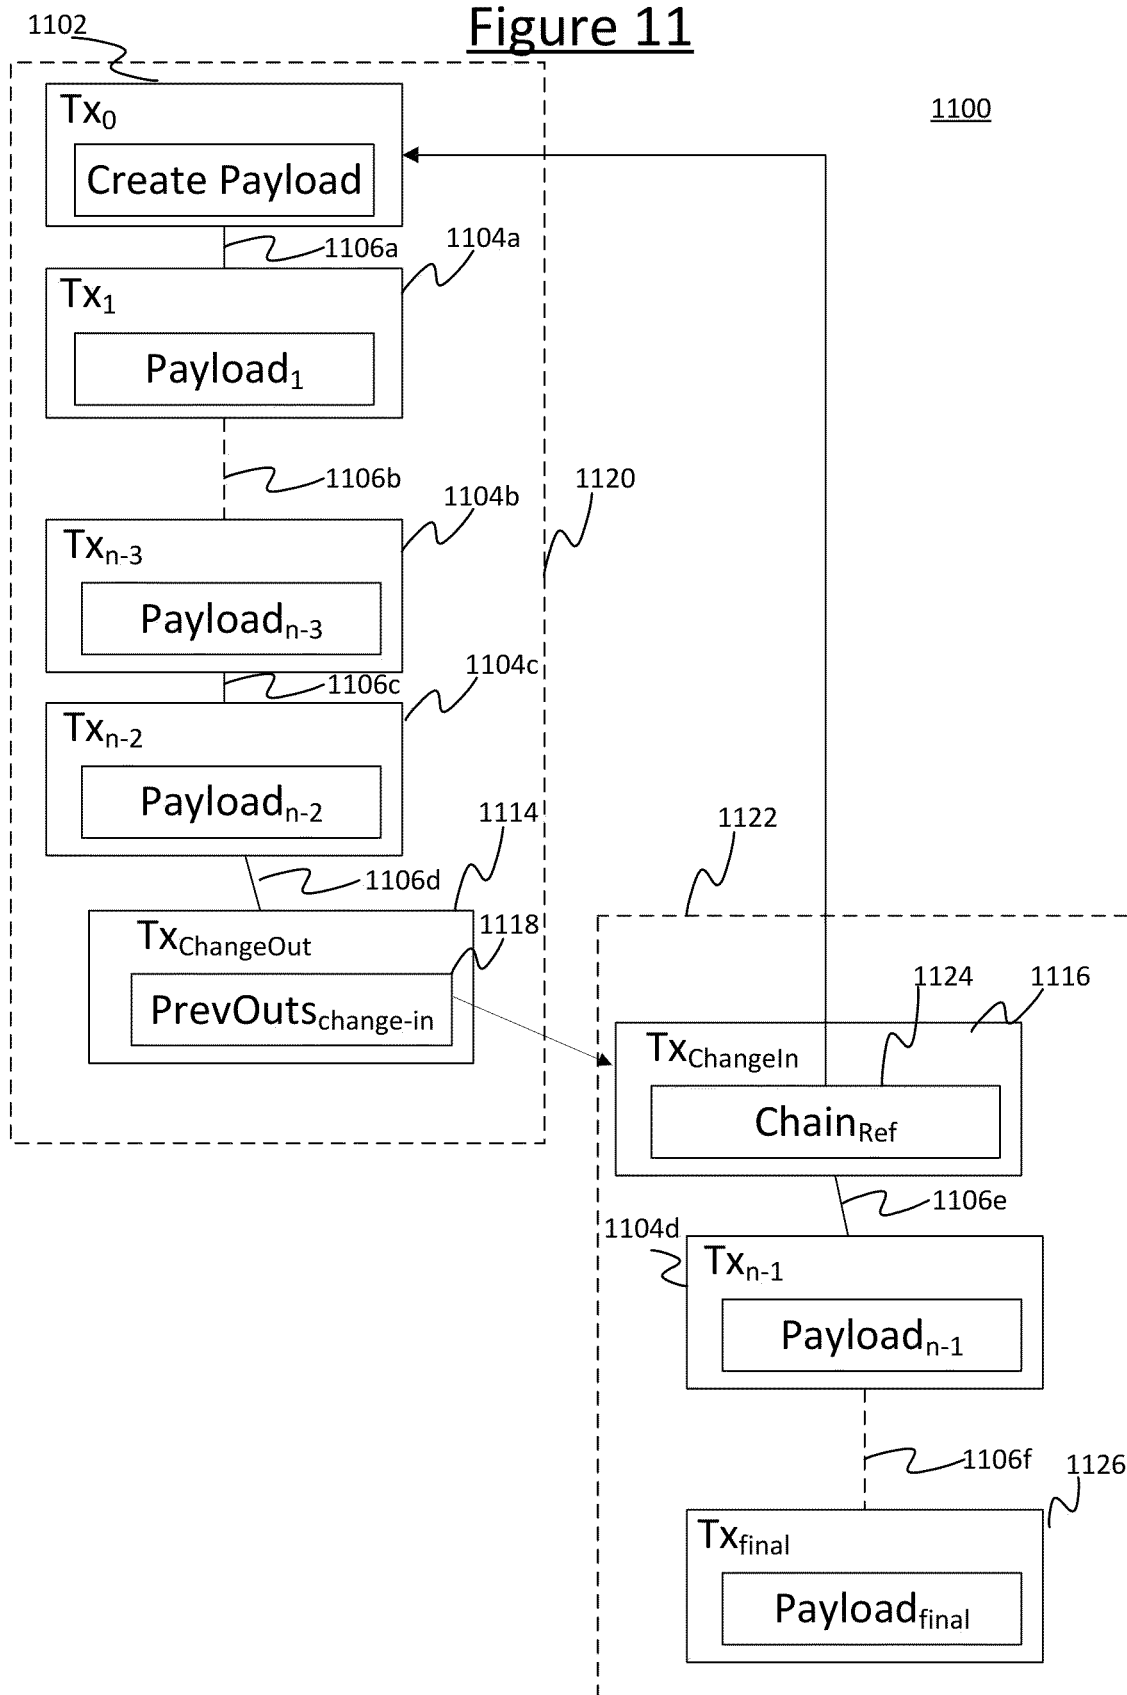 Figure 11
1100
1102
Tx0
Create Payload
1106a
1104a
Tx1
Payload1
1106b
1120
1104b
Txn-3
Payloadn-3
1106c
1104c
Txn-2
Payloadn-2
1106d
1114
TxChangeOut
1118
PrevOutschange-in
1122
1124
1116
TxChangeIn
ChainRef
1106e
1104d
Txn-1
Payloadn-1
1106f
1126
Txfinal
Payloadfinal